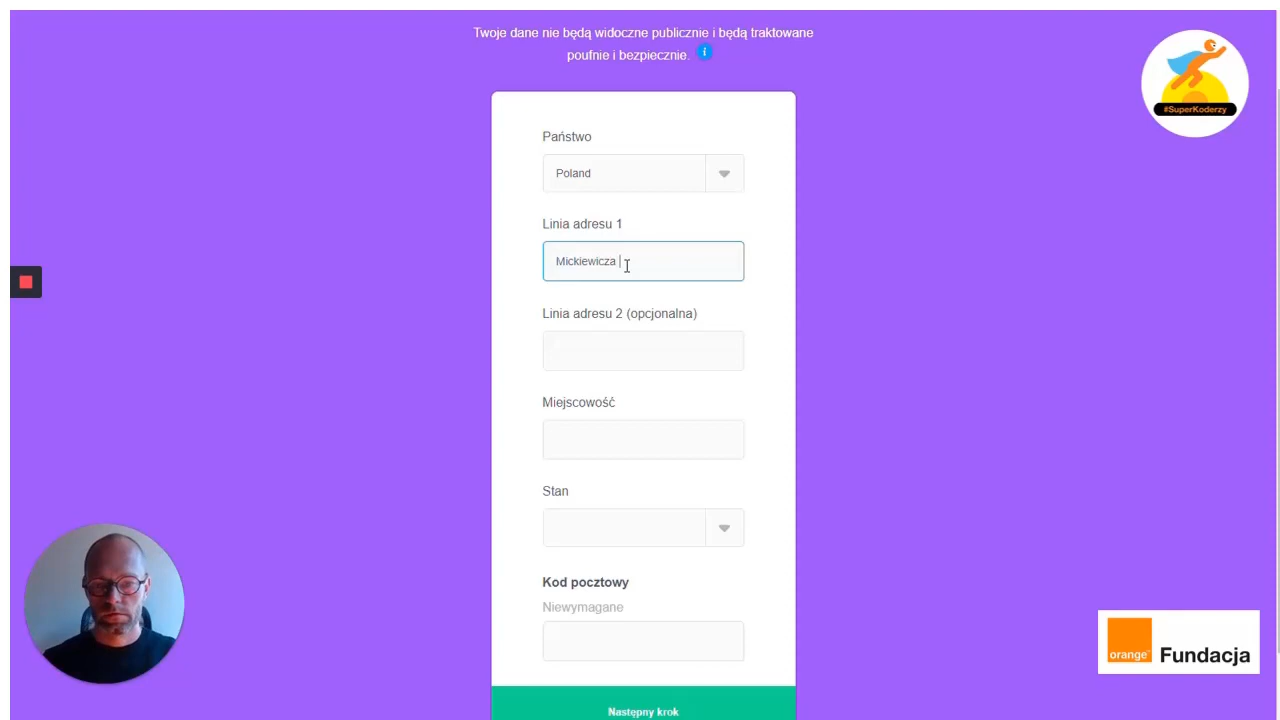 Twoje dane nie będą widoczne publicznie i będą traktowane
poufnie i bezpiecznie. i
#SuperKoderzy
Państwo
Poland
Linia adresu 1
Mickiewicza
Linia adresu 2 (opcjonalna)
Miejscowość
Stan
Kod pocztowy
Niewymagane
orange™ Fundacja
Następny krok